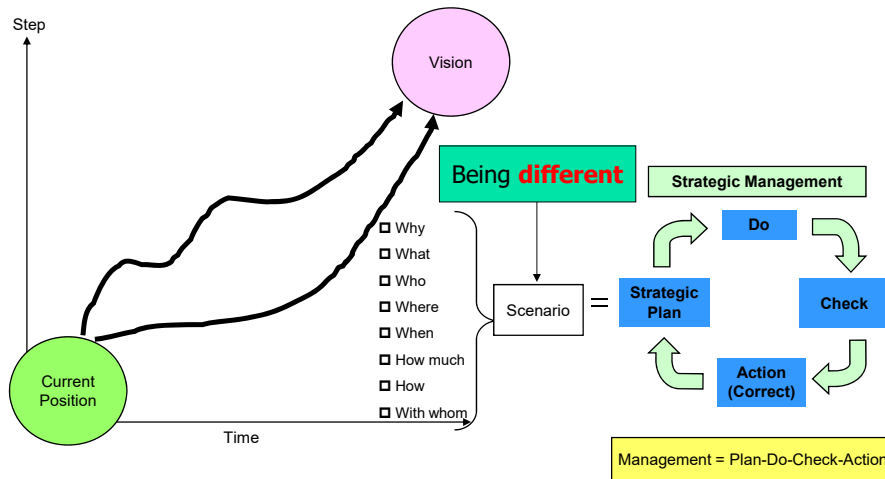 Step
Vision
Being different
Strategic Management
Why
What
Who
Where
When
How much
How
With whom
Scenario
=
Strategic
Plan
Do
Check
Action
(Correct)
Current
Position
Time
Management = Plan-Do-Check-Action